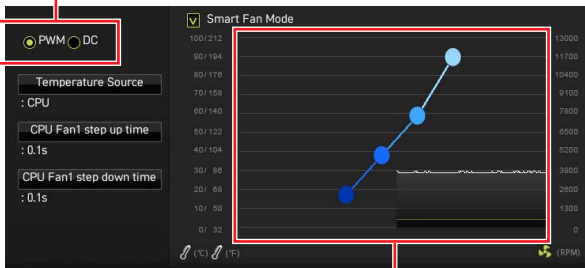 PWM DC
Temperature Source
: CPU
CPU Fan1 step up time
: 0.1s
CPU Fan1 step down time
: 0.1s
Smart Fan Mode
100/212 13000
90/194 11700
80/176 10400
70/158 9100
60/140 7800
50/122 6500
40/104 5200
30/ 86 3900
20/ 68 2600
10/ 50 1300
0/ 32 0
(°C) (°F) (RPM)